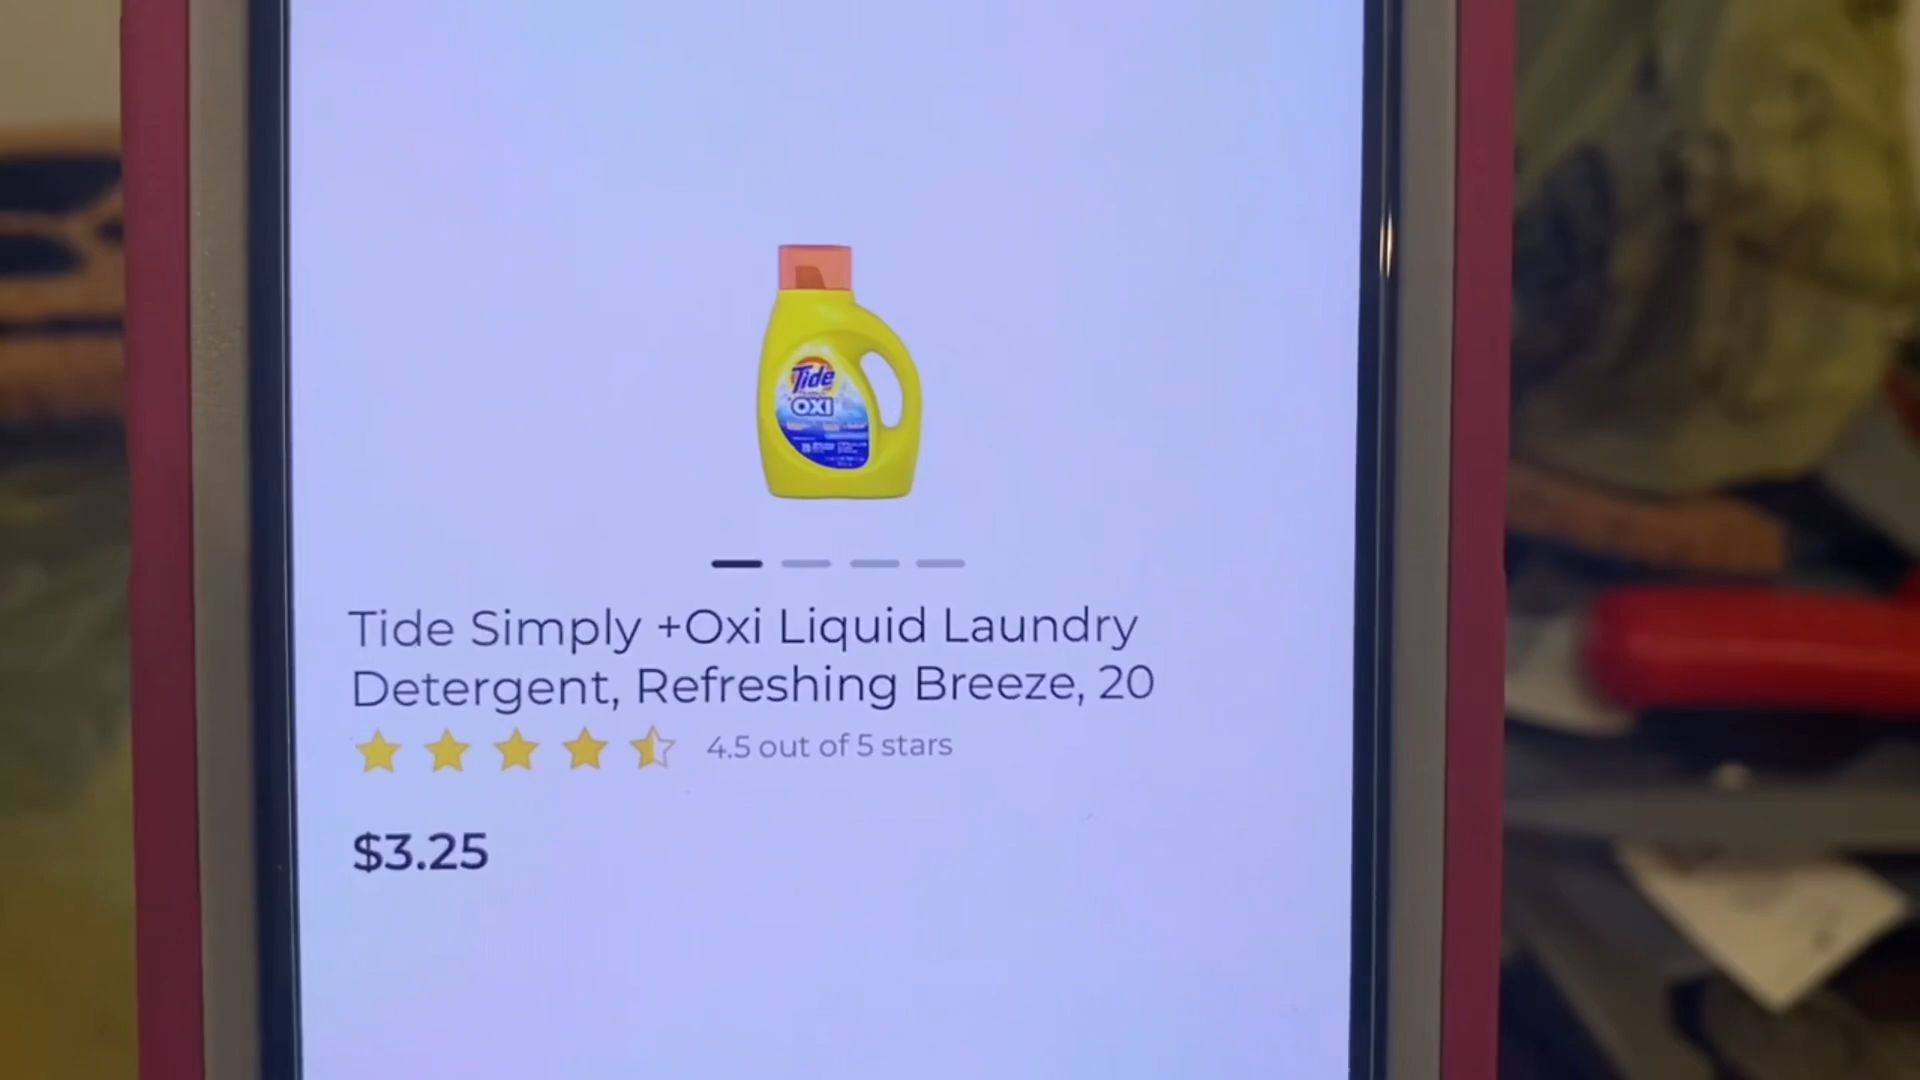 Tide
OXI
Tide Simply +Oxi Liquid Laundry
Detergent, Refreshing Breeze, 20
4.5 out of 5 stars
$3.25